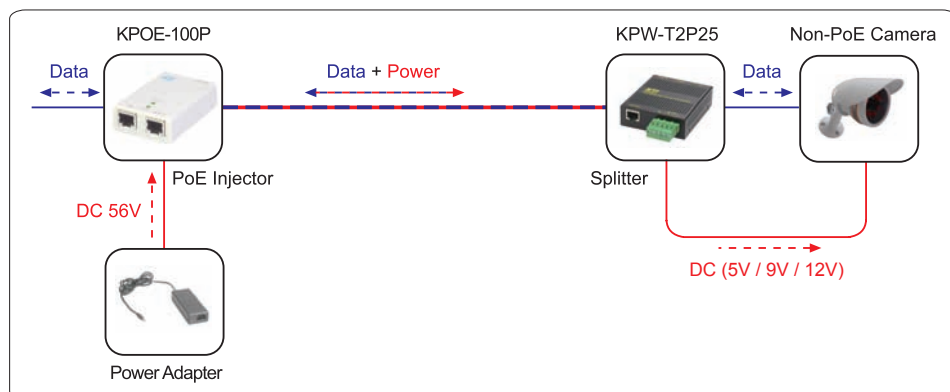 KPOE-100P
KPW-T2P25
Non-PoE Camera
Data
Data + Power
Data
PoE Injector
Splitter
DC 56V
DC (5V / 9V / 12V)
Power Adapter